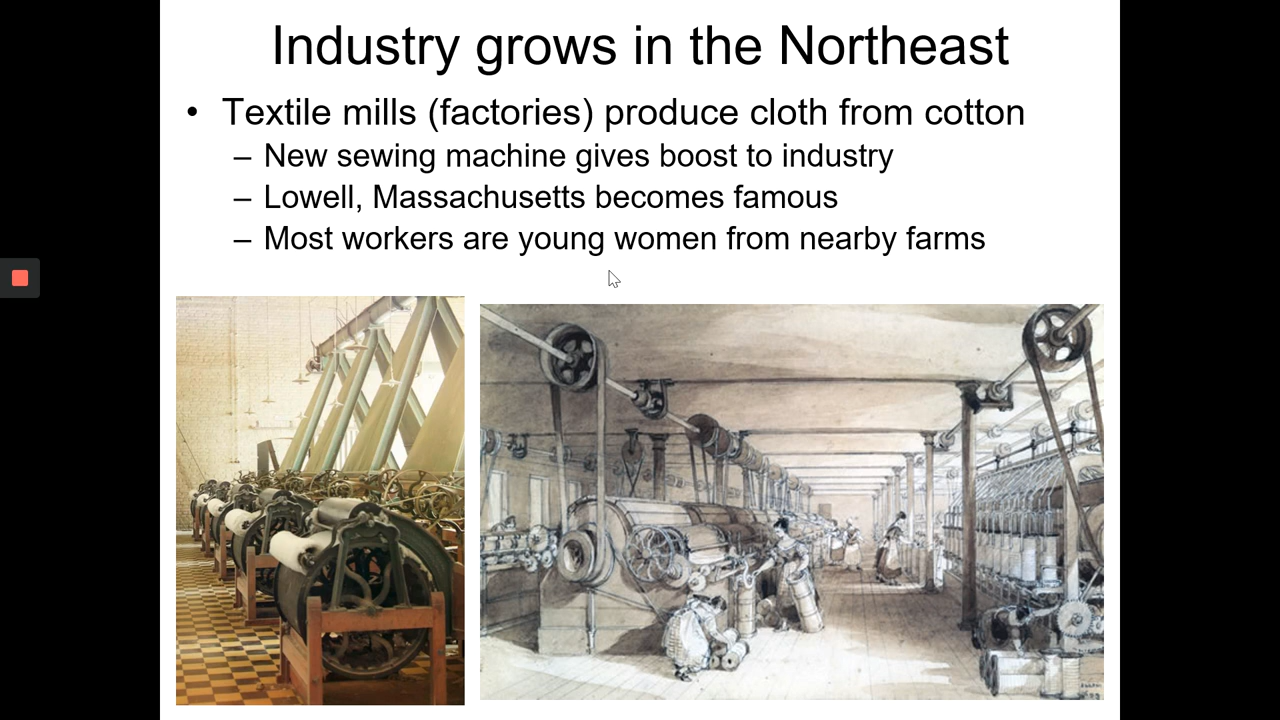 Industry grows in the Northeast
• Textile mills (factories) produce cloth from cotton
– New sewing machine gives boost to industry
– Lowell, Massachusetts becomes famous
– Most workers are young women from nearby farms